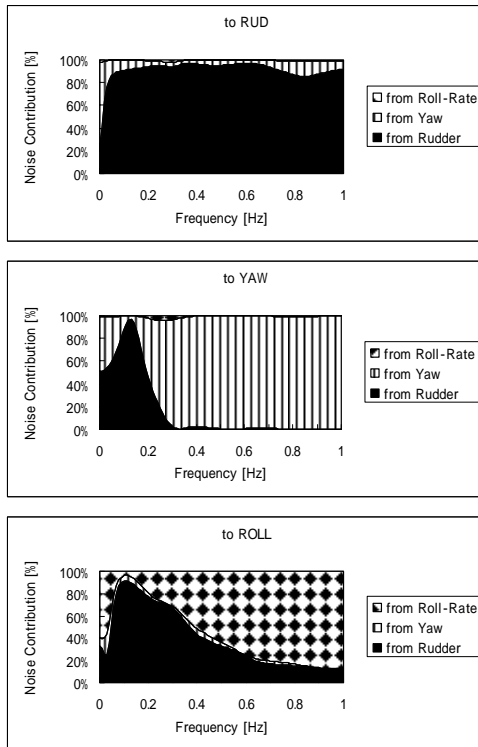 to RUD
Noise Contribution [%]
100%
80%
60%
40%
20%
0%
0 0.2 0.4 0.6 0.8 1
Frequency [Hz]
from Roll-Rate
from Yaw
from Rudder
to YAW
Noise Contribution [%]
100%
80%
60%
40%
20%
0%
0 0.2 0.4 0.6 0.8 1
Frequency [Hz]
from Roll-Rate
from Yaw
from Rudder
to ROLL
Noise Contribution [%]
100%
80%
60%
40%
20%
0%
0 0.2 0.4 0.6 0.8 1
Frequency [Hz]
from Roll-Rate
from Yaw
from Rudder